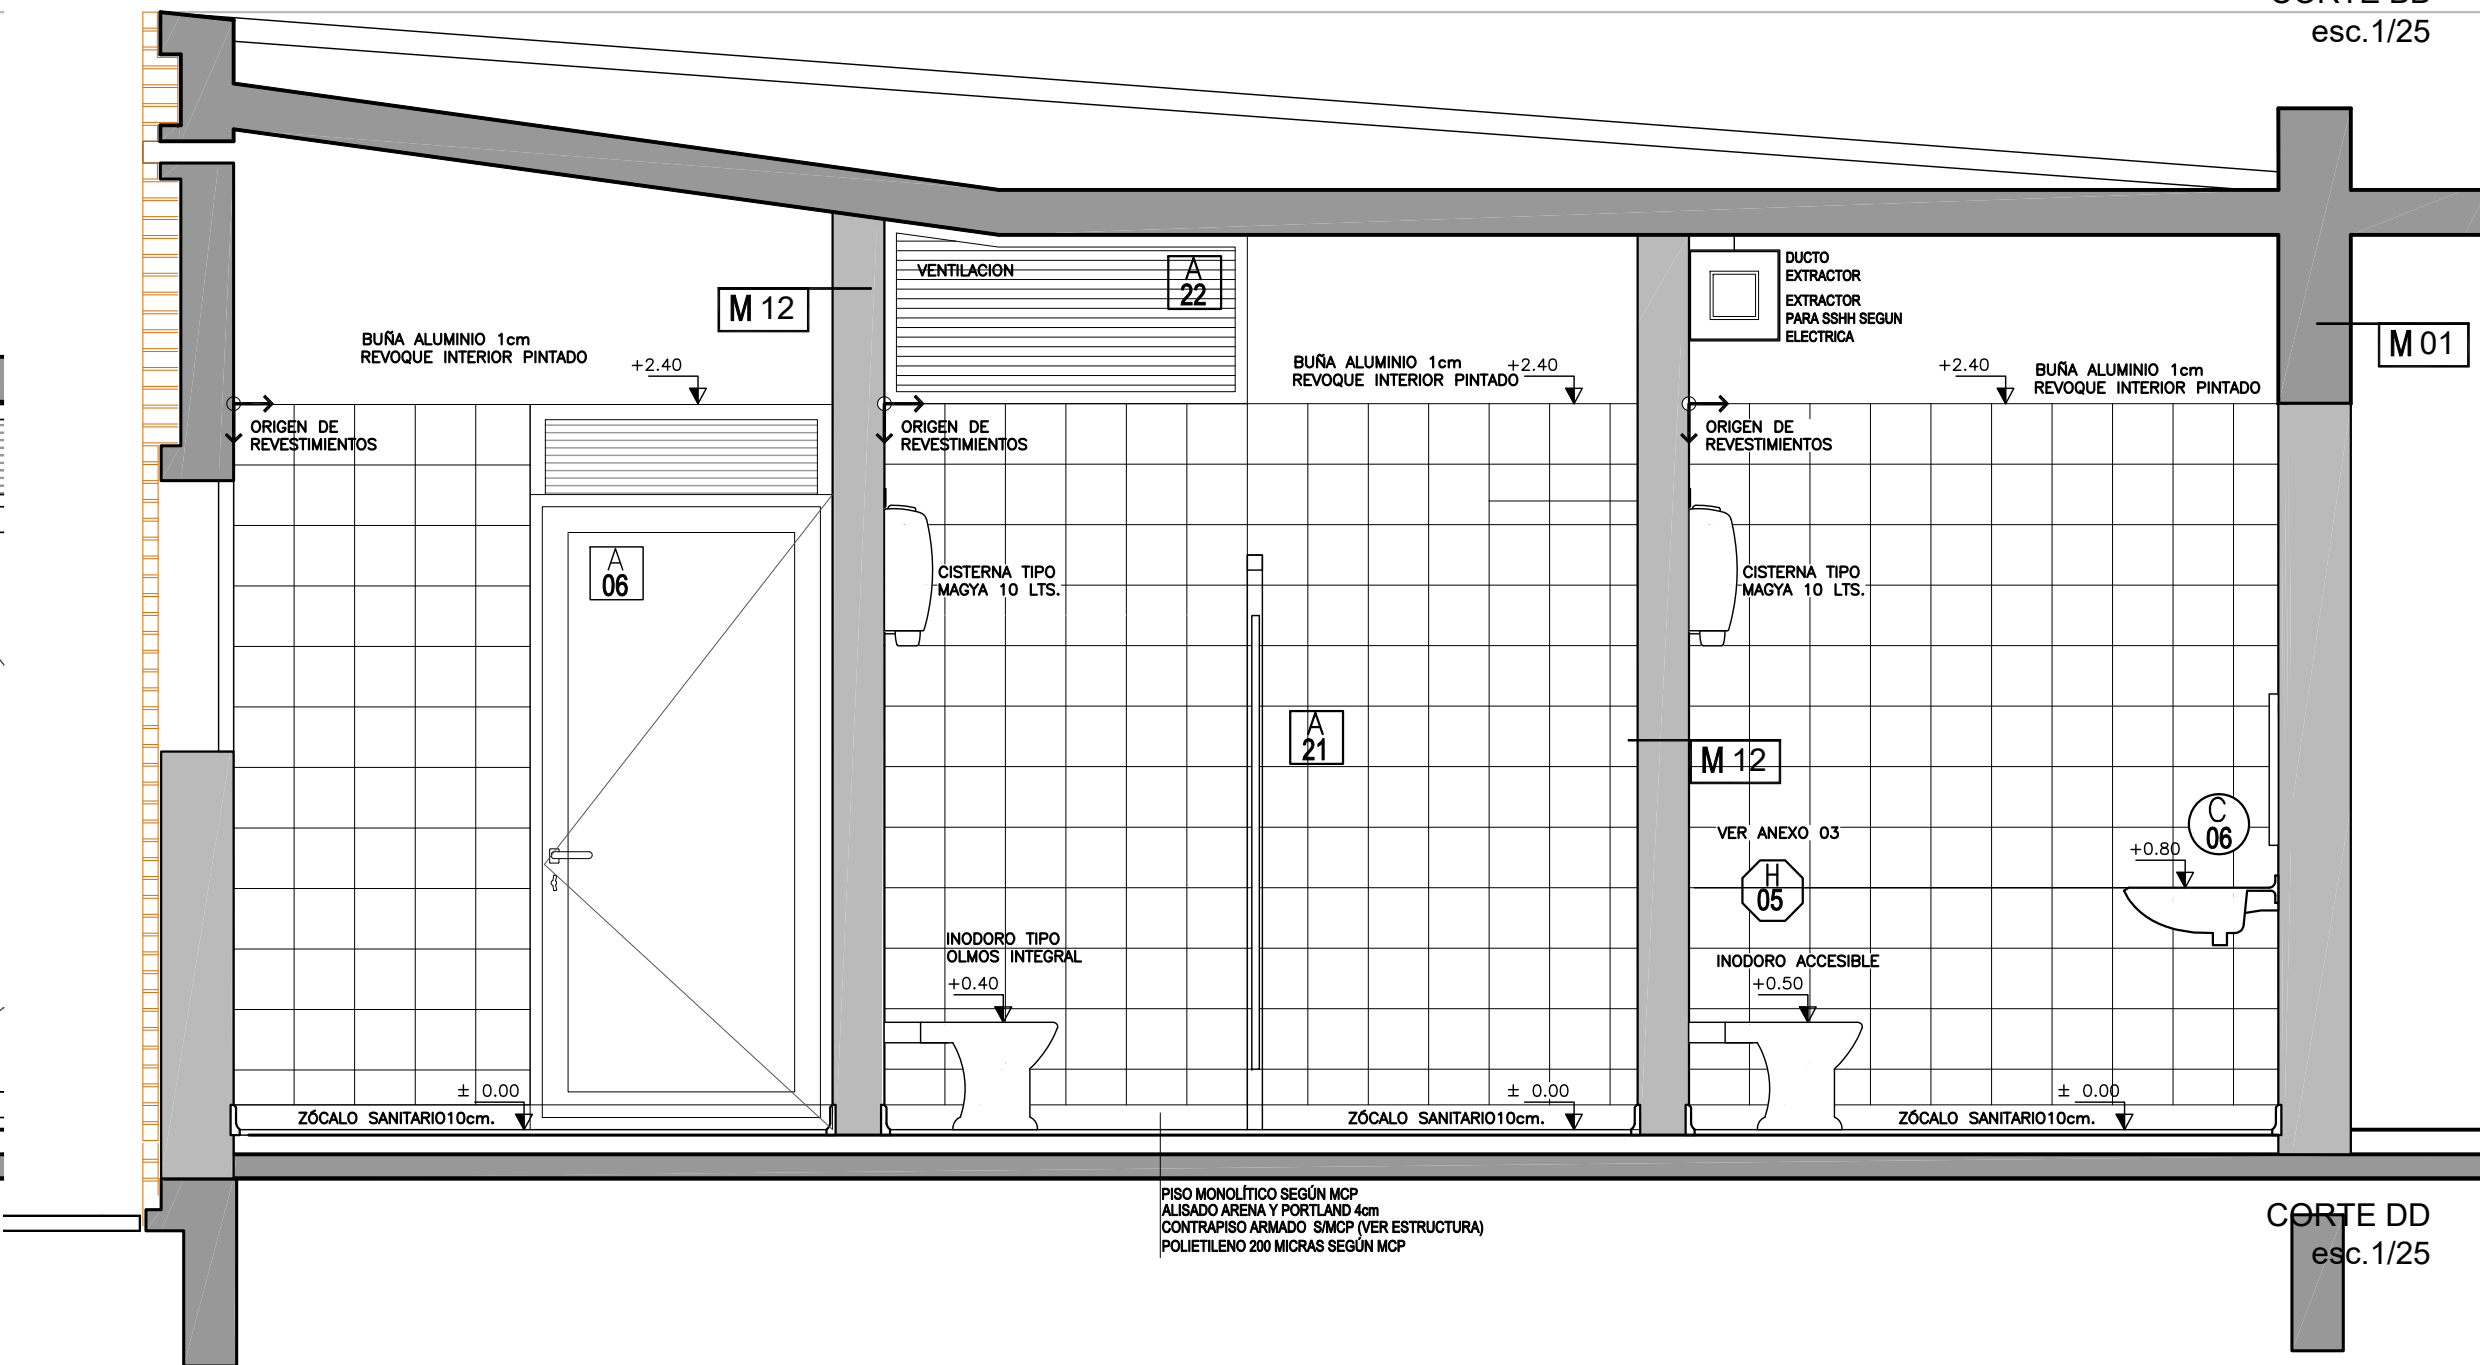 esc.1/25
VENTILACION
A
22
DUCTO
EXTRACTOR
EXTRACTOR
PARA SSHH SEGUN
ELECTRICA
M 12
M 01
BUÑA ALUMINIO 1cm
REVOQUE INTERIOR PINTADO
+2.40
BUÑA ALUMINIO 1cm
REVOQUE INTERIOR PINTADO
+2.40
+2.40
BUÑA ALUMINIO 1cm
REVOQUE INTERIOR PINTADO
ORIGEN DE
REVESTIMIENTOS
ORIGEN DE
REVESTIMIENTOS
ORIGEN DE
REVESTIMIENTOS
A
06
CISTERNA TIPO
MAGYA 10 LTS.
CISTERNA TIPO
MAGYA 10 LTS.
A
21
M 12
VER ANEXO 03
C
06
+0.80
H
05
INODORO TIPO
OLMOS INTEGRAL
+0.40
INODORO ACCESIBLE
+0.50
± 0.00
± 0.00
± 0.00
ZÓCALO SANITARIO10cm.
ZÓCALO SANITARIO10cm.
ZÓCALO SANITARIO10cm.
PISO MONOLÍTICO SEGÚN MCP
ALISADO ARENA Y PORTLAND 4cm
CONTRAPISO ARMADO S/MCP (VER ESTRUCTURA)
POLIETILENO 200 MICRAS SEGÚN MCP
CORTE DD
esc.1/25